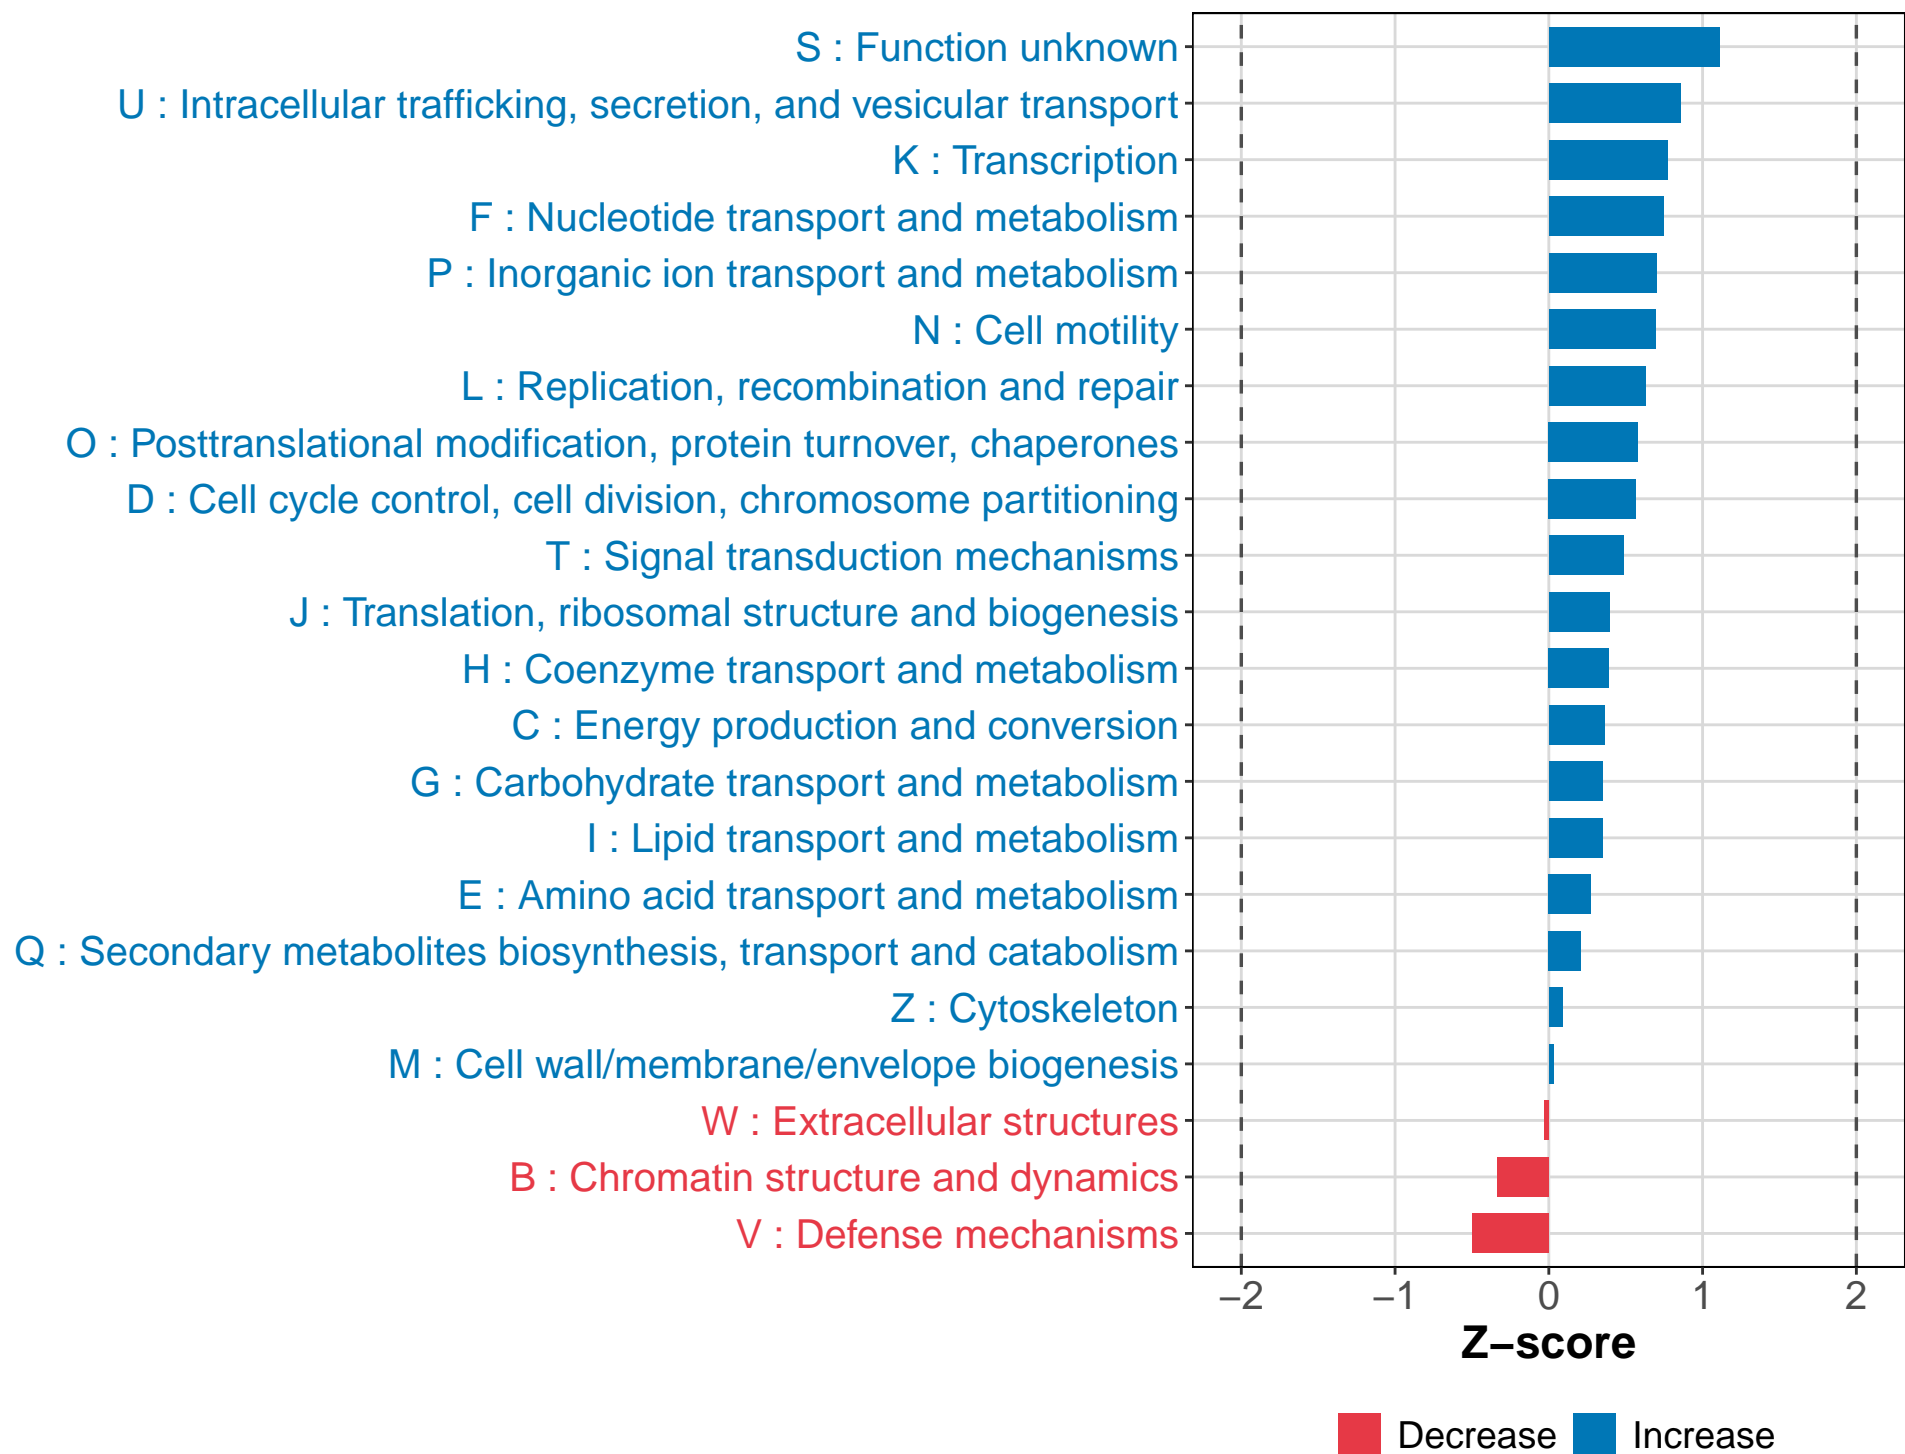 S : Function unknown
U : Intracellular trafficking, secretion, and vesicular transport
K : Transcription
F : Nucleotide transport and metabolism
P : Inorganic ion transport and metabolism
N : Cell motility
L : Replication, recombination and repair
O : Posttranslational modification, protein turnover, chaperones
D : Cell cycle control, cell division, chromosome partitioning
T : Signal transduction mechanisms
J : Translation, ribosomal structure and biogenesis
H : Coenzyme transport and metabolism
C : Energy production and conversion
G : Carbohydrate transport and metabolism
I : Lipid transport and metabolism
E : Amino acid transport and metabolism
Q : Secondary metabolites biosynthesis, transport and catabolism
Z : Cytoskeleton
M : Cell wall/membrane/envelope biogenesis
W : Extracellular structures
B : Chromatin structure and dynamics
V : Defense mechanisms
−2 −1 0 1 2
Z−score
Decrease Increase